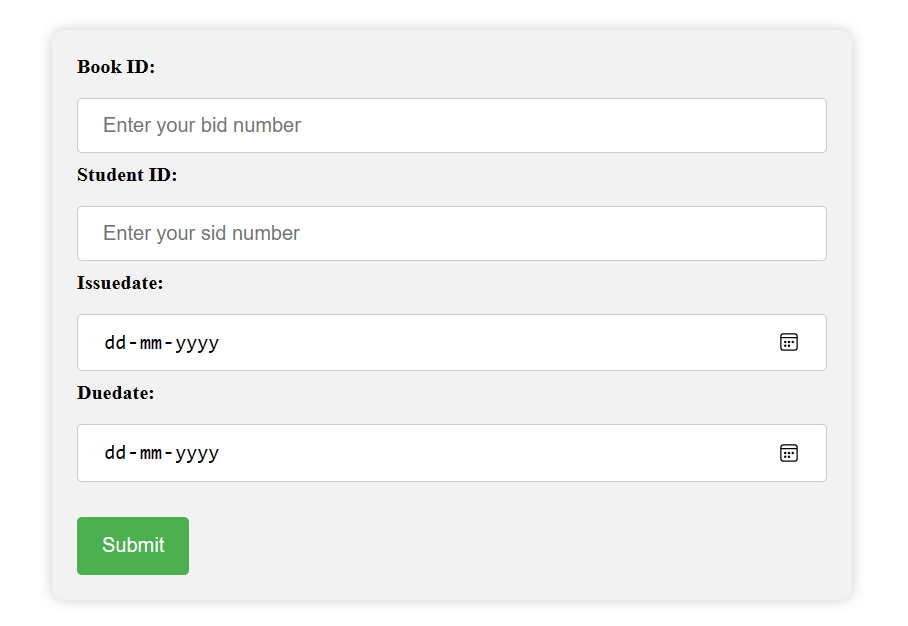 Book ID:
Enter your bid number
Student ID:
Enter your sid number
Issuedate:
dd-mm-yyyy
Duedate:
dd-mm-yyyy
Submit